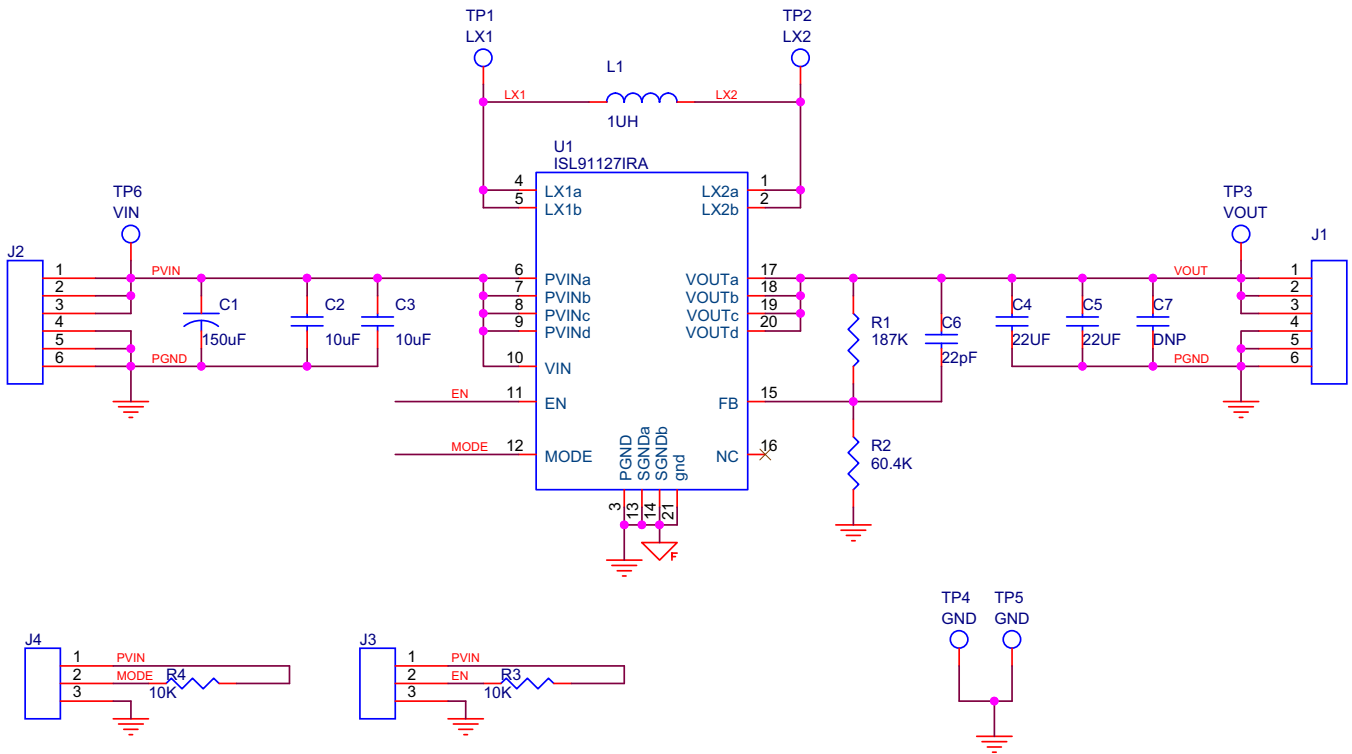 TP1
LX1
TP2
LX2
L1
LX1
LX2
1UH
U1
ISL91127IRA
4
LX1a
5
LX1b
1
LX2a
2
LX2b
TP6
VIN
TP3
VOUT
J2
1
2
3
4
5
6
PVIN
PGND
C1
150uF
C2
10uF
C3
10uF
6
PVINa
7
PVINb
8
PVINc
9
PVINd
10
VIN
11
EN
EN
12
MODE
MODE
VOUTa
17
VOUTb
18
VOUTc
19
VOUTd
20
FB
15
NC
16
PGND
SGNDa
SGNDb
gnd
3
13
14
21
F
R1
187K
C6
22pF
R2
60.4K
C4
22UF
C5
22UF
C7
DNP
VOUT
PGND
J1
1
2
3
4
5
6
J4
1
2
3
PVIN
MODE
R4
10K
J3
1
2
3
PVIN
EN
R3
10K
TP4
GND
TP5
GND